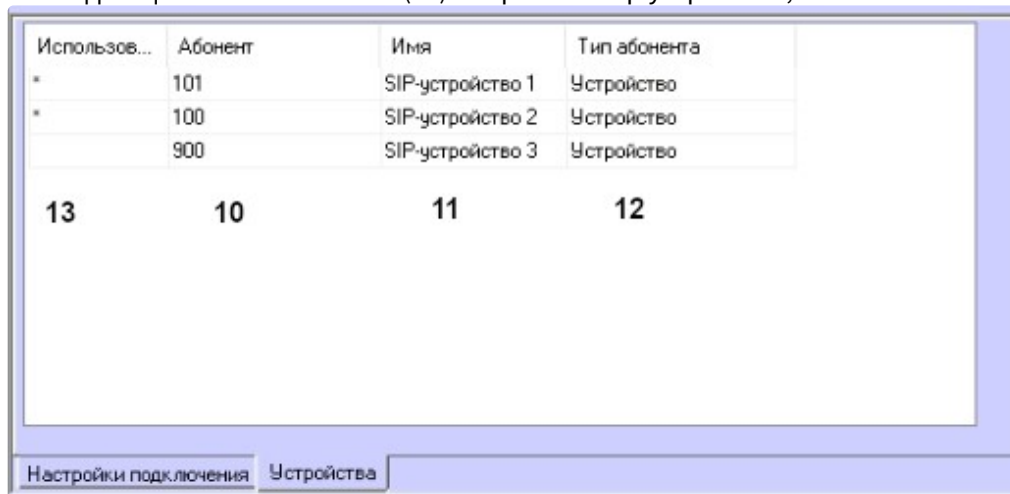 Использов... Абонент Имя Тип абонента
* 101 SIP-устройство 1 Устройство
* 100 SIP-устройство 2 Устройство
900 SIP-устройство 3 Устройство
13 10 11 12
Настройки подключения Устройства